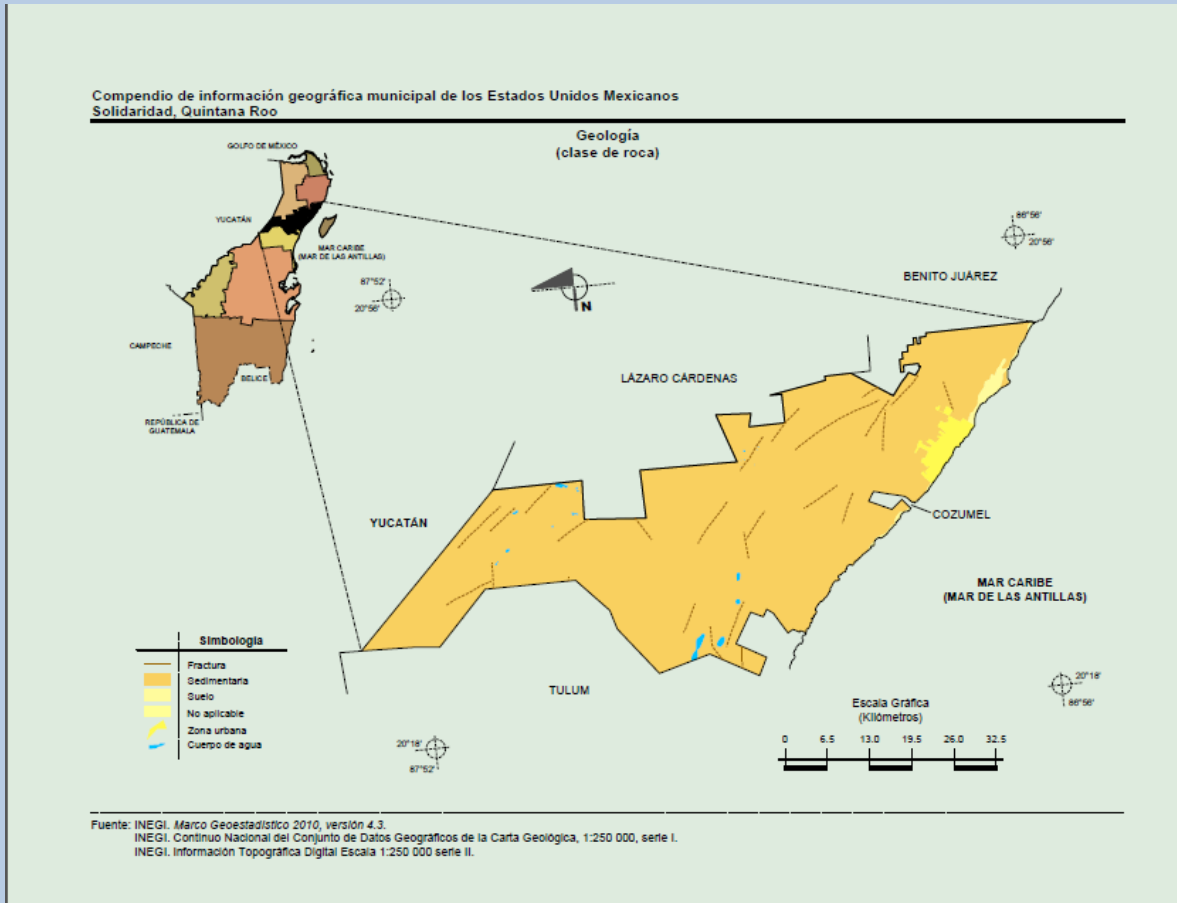 Compendio de información geográfica municipal de los Estados Unidos Mexicanos
Solidaridad, Quintana Roo
Geología
(clase de roca)
GOLFO DE MÉXICO
YUCATÁN
MAR CARIBE
(MAR DE LAS ANTILLAS)
CAMPECHE
BELICE
REPÚBLICA DE
GUATEMALA
87°52'
20°56'
N
86°56'
20°56'
BENITO JUÁREZ
LÁZARO CÁRDENAS
YUCATÁN
COZUMEL
MAR CARIBE
(MAR DE LAS ANTILLAS)
TULUM
20°18'
86°56'
20°18'
87°52'
Simbología
Fractura
Sedimentaria
Suelo
No aplicable
Zona urbana
Cuerpo de agua
Escala Gráfica
(Kilómetros)
0 6.5 13.0 19.5 26.0 32.5
Fuente: INEGI. Marco Geoestadístico 2010, versión 4.3.
INEGI. Continuo Nacional del Conjunto de Datos Geográficos de la Carta Geológica, 1:250 000, serie I.
INEGI. Información Topográfica Digital Escala 1:250 000 serie II.